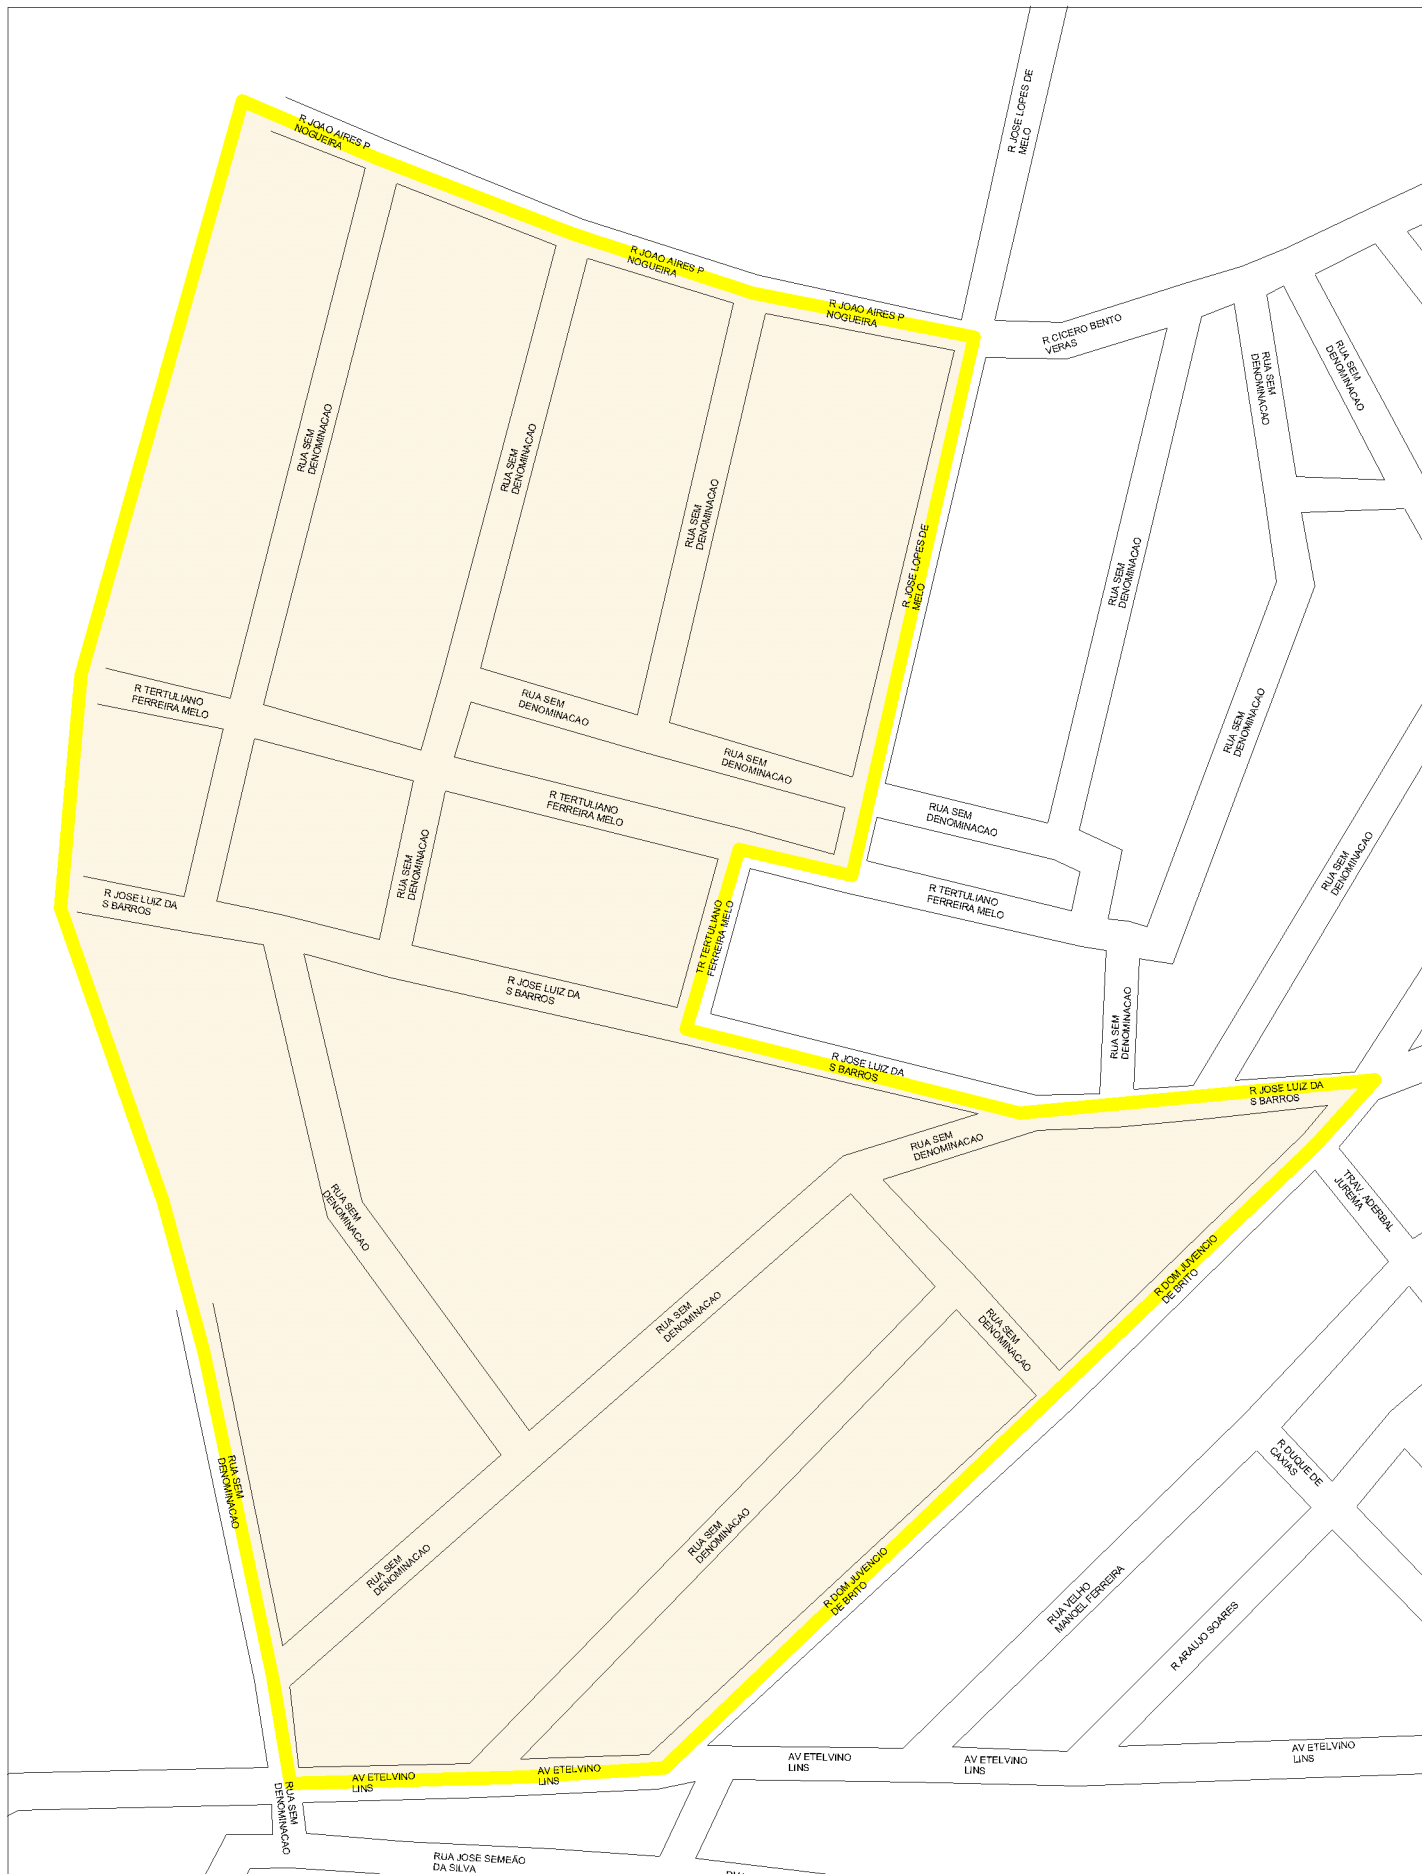 R JOSE LOPES DE
MELO
R JOAO AIRES P
NOGUEIRA
R JOAO AIRES P
NOGUEIRA
R JOAO AIRES P
NOGUEIRA
R CICERO BENTO
VERAS
RUA SEM
DENOMINACAO
RUA SEM
DENOMINACAO
RUA SEM
DENOMINACAO
RUA SEM
DENOMINACAO
RUA SEM
DENOMINACAO
R JOSE LOPES DE
MELO
RUA SEM
DENOMINACAO
RUA SEM
DENOMINACAO
R TERTULIANO
FERREIRA MELO
RUA SEM
DENOMINACAO
RUA SEM
DENOMINACAO
R TERTULIANO
FERREIRA MELO
RUA SEM
DENOMINACAO
RUA SEM
DENOMINACAO
RUA SEM
DENOMINACAO
R JOSE LUIZ DA
S BARROS
R TERTULIANO
FERREIRA MELO
TR TERTULIANO
FERREIRA MELO
R JOSE LUIZ DA
S BARROS
RUA SEM
DENOMINACAO
R JOSE LUIZ DA
S BARROS
R JOSE LUIZ DA
S BARROS
RUA SEM
DENOMINACAO
RUA SEM
DENOMINACAO
TRAV. ADERBAL
JUREMA
R DOM JUVENCIO
DE BRITO
RUA SEM
DENOMINACAO
RUA SEM
DENOMINACAO
RUA SEM
DENOMINACAO
R DUQUE DE
CAXIAS
RUA SEM
DENOMINACAO
RUA SEM
DENOMINACAO
R DOM JUVENCIO
DE BRITO
RUA VELHO
MANOEL FERREIRA
R ARAUJO SOARES
AV ETELVINO
LINS
AV ETELVINO
LINS
AV ETELVINO
LINS
AV ETELVINO
LINS
AV ETELVINO
LINS
RUA SEM
DENOMINACAO
RUA JOSE SEMEÃO
DA SILVA